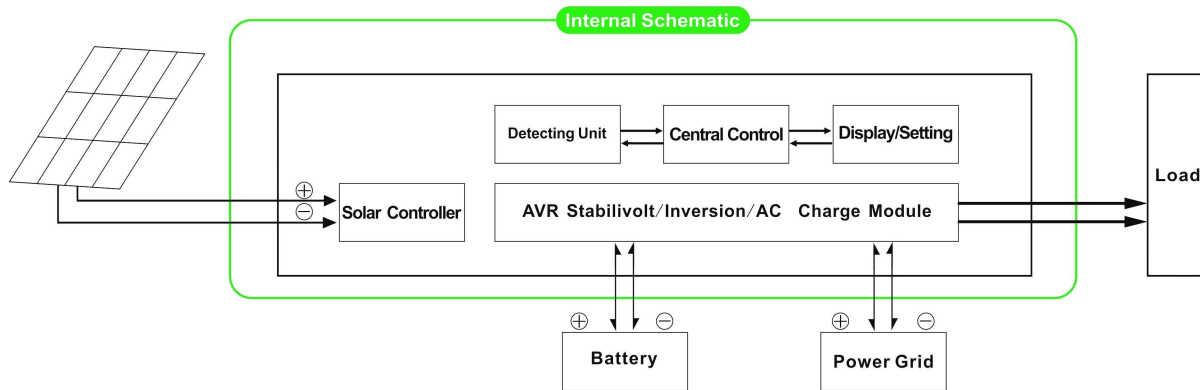 Internal Schematic
Detecting Unit
Central Control
Display/Setting
Load
+
−
Solar Controller
AVR Stabilivolt/Inversion/AC Charge Module
+
−
+
−
Battery
Power Grid